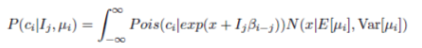 P(c_i|I_j, μ_i) = ∫_{-∞}^{∞} Pois(c_i|exp(x + I_jβ_{i-j}))N(x|E[μ_i], Var[μ_i])